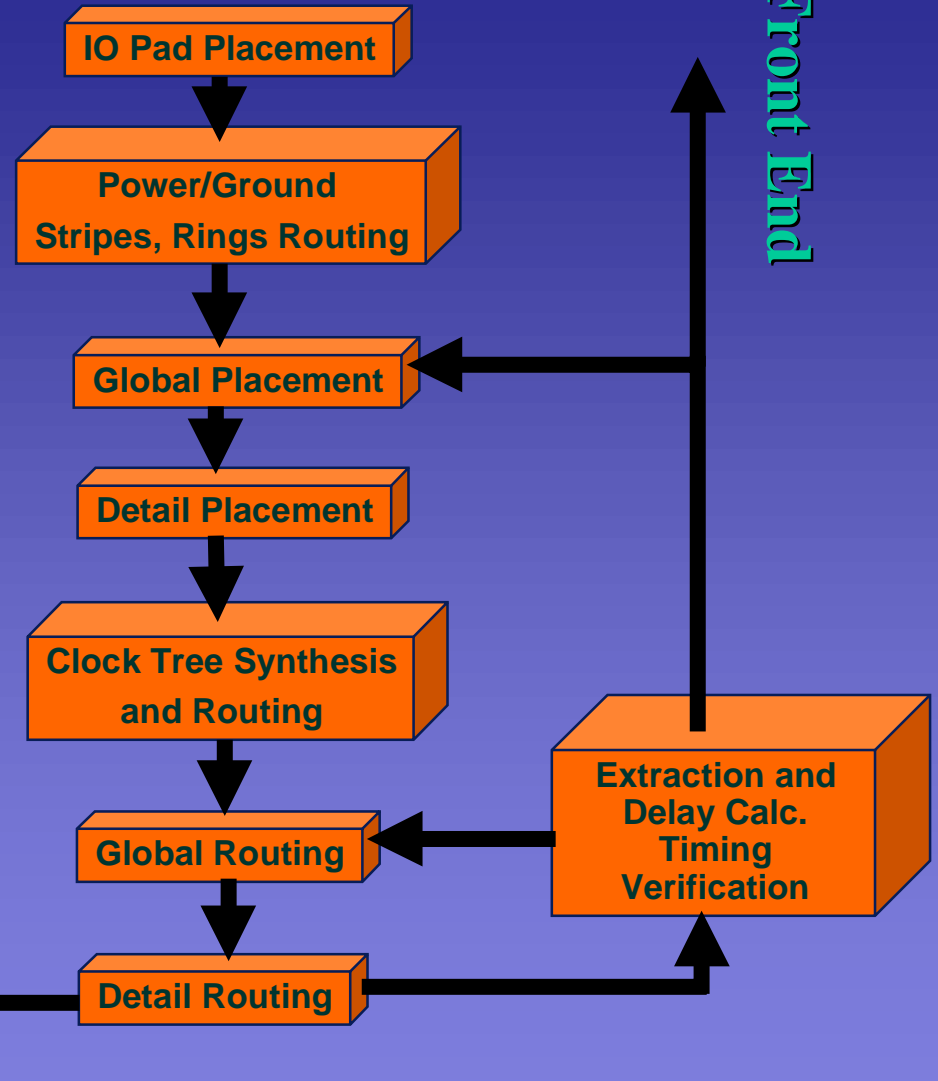 IO Pad Placement
Power/Ground
Stripes, Rings Routing
Global Placement
Detail Placement
Clock Tree Synthesis
and Routing
Global Routing
Detail Routing
Extraction and
Delay Calc.
Timing
Verification
Front End